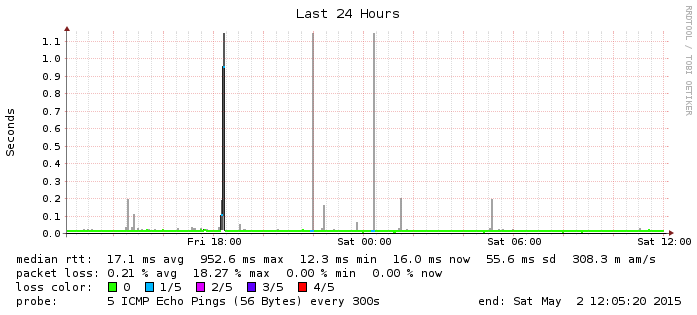 Last 24 Hours
RRDTOOL / TOBI OETIKER
Seconds
1.1
1.0
0.9
0.8
0.7
0.6
0.5
0.4
0.3
0.2
0.1
0.0
Fri 18:00 Sat 00:00 Sat 06:00 Sat 12:00
median rtt: 17.1 ms avg 952.6 ms max 12.3 ms min 16.0 ms now 55.6 ms sd 308.3 m am/s
packet loss: 0.21 % avg 18.27 % max 0.00 % min 0.00 % now
loss color: 0 1/5 2/5 3/5 4/5
probe: 5 ICMP Echo Pings (56 Bytes) every 300s end: Sat May 2 12:05:20 2015